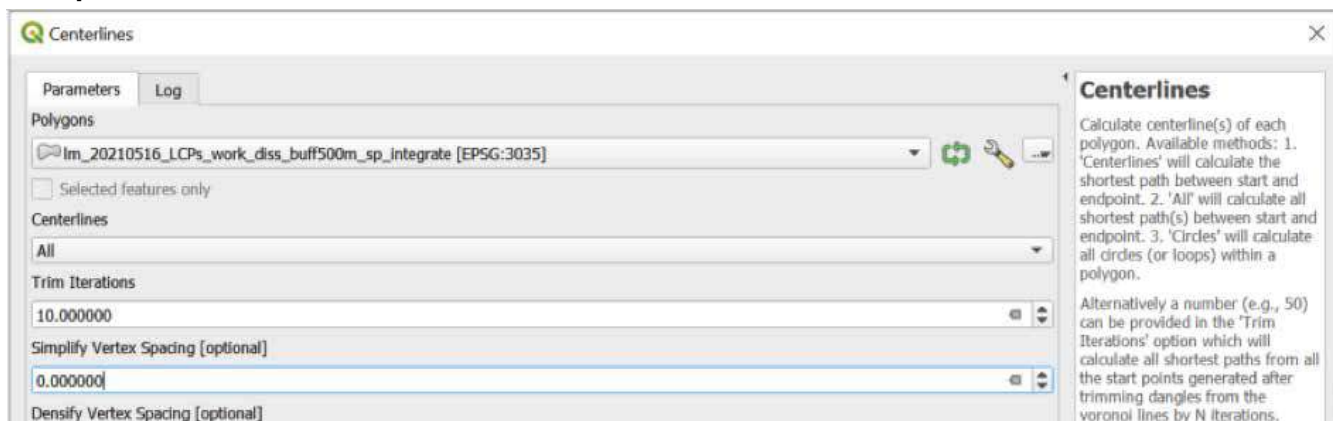 Centerlines
Parameters
Log
Polygons
lm_20210516_LCPs_work_diss_buff500m_sp_integrate [EPSG:3035]
Selected features only
Centerlines
All
Trim Iterations
10.000000
Simplify Vertex Spacing [optional]
0.000000
Densify Vertex Spacing [optional]
Centerlines
Calculate centerline(s) of each
polygon. Available methods: 1.
'Centerlines' will calculate the
shortest path between start and
endpoint. 2. 'All' will calculate all
shortest path(s) between start and
endpoint. 3. 'Circles' will calculate
all circles (or loops) within a
polygon.
Alternatively a number (e.g., 50)
can be provided in the 'Trim
Iterations' option which will
calculate all shortest paths from all
the start points generated after
trimming dangles from the
voronoi lines by N iterations.